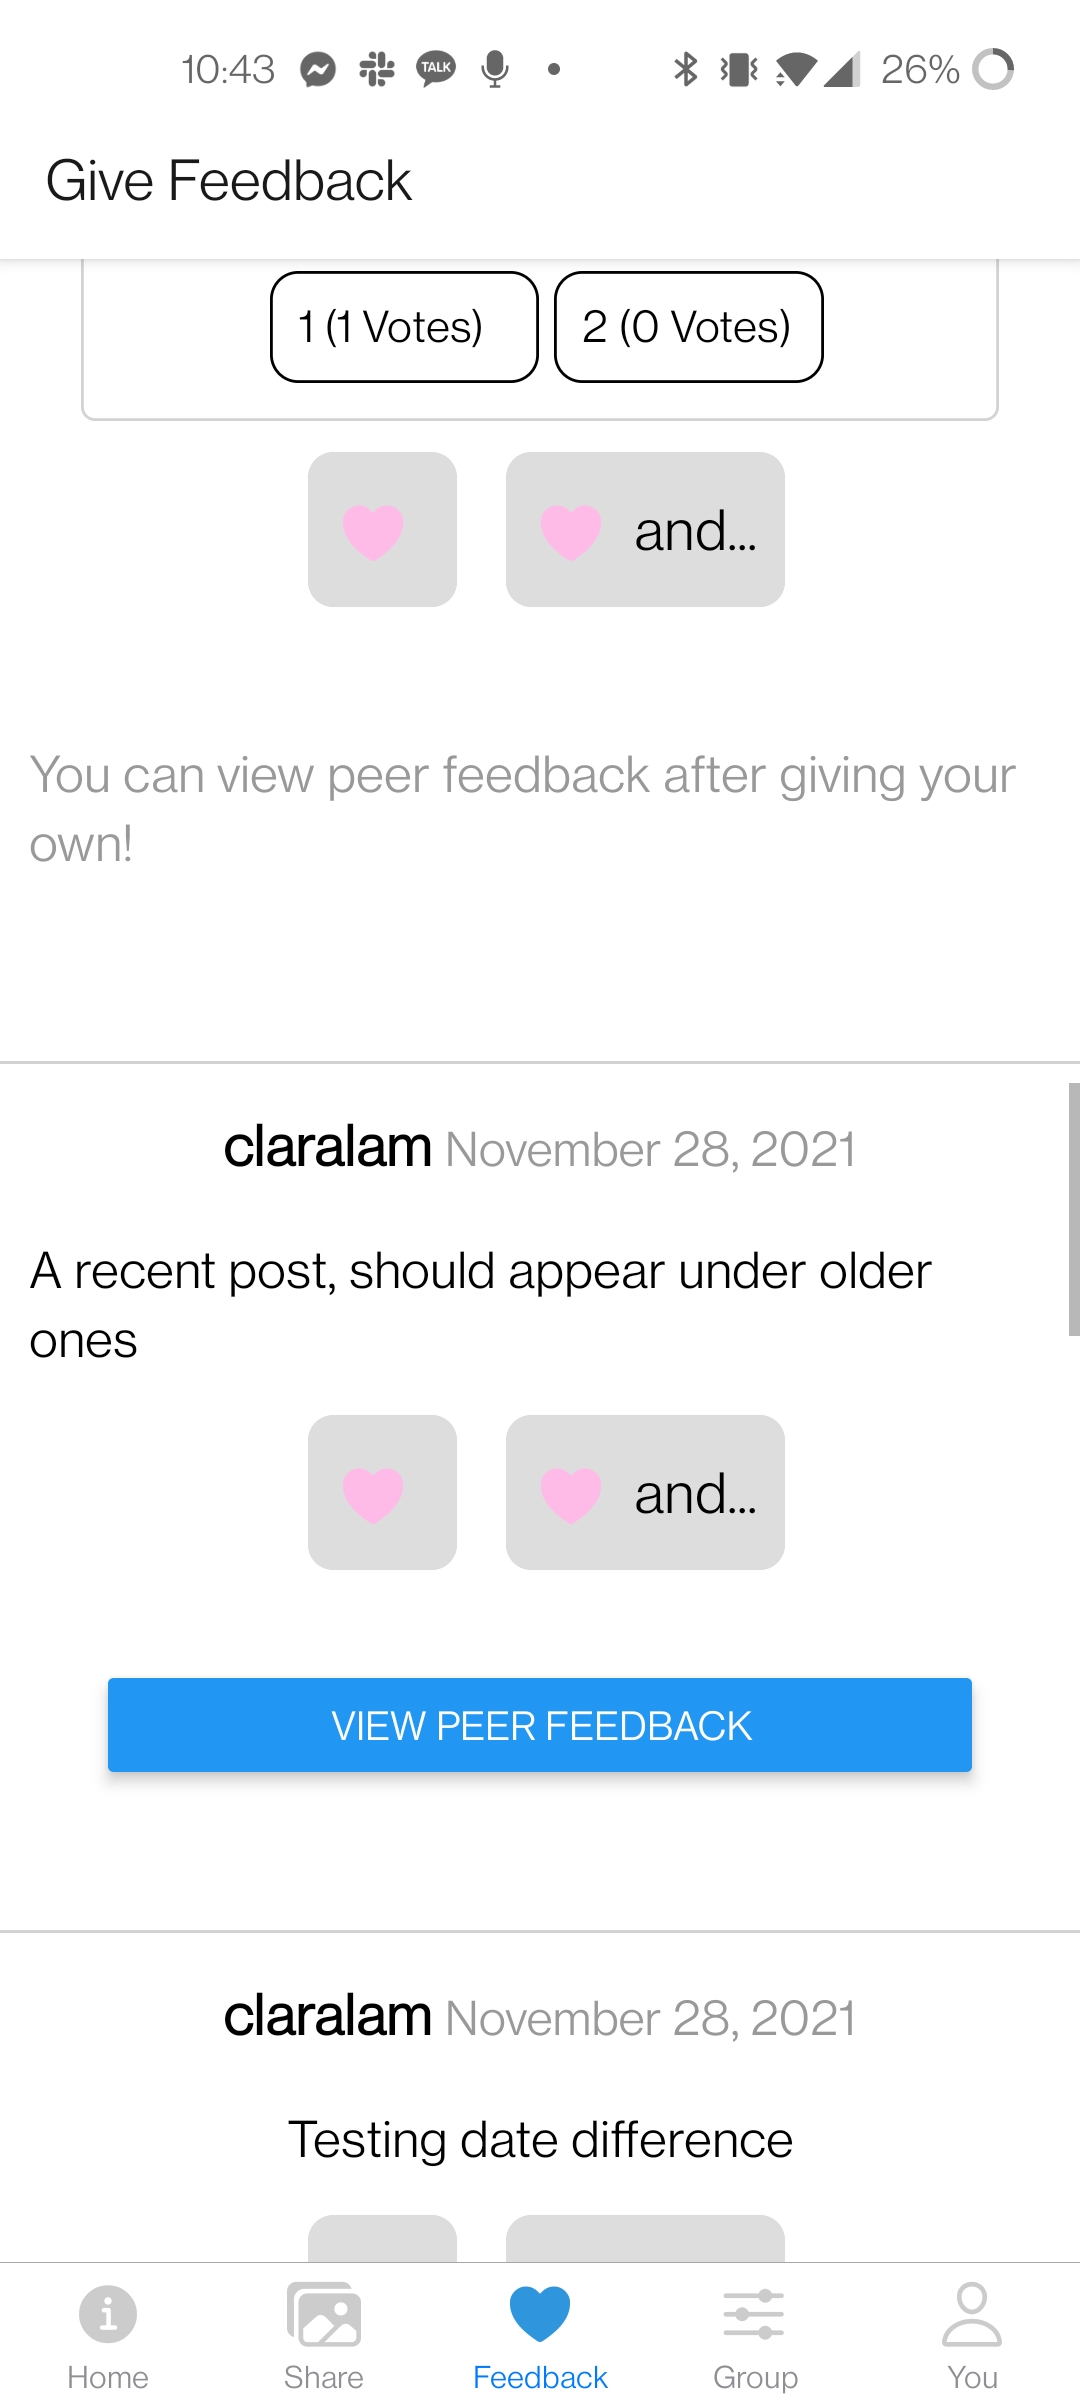 10:43 TALK 26%
Give Feedback
1 (1 Votes) 2 (0 Votes)
and...
You can view peer feedback after giving your
own!
claralam November 28, 2021
A recent post, should appear under older
ones
and...
VIEW PEER FEEDBACK
claralam November 28, 2021
Testing date difference
Home Share Feedback Group You